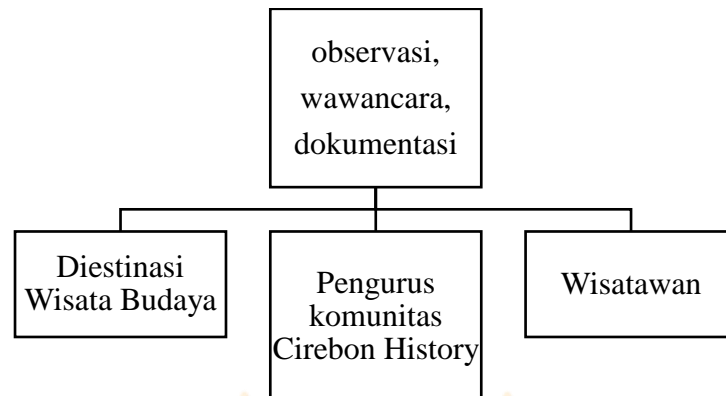 observasi,
wawancara,
dokumentasi
Diestinasi
Wisata Budaya
Pengurus
komunitas
Cirebon History
Wisatawan